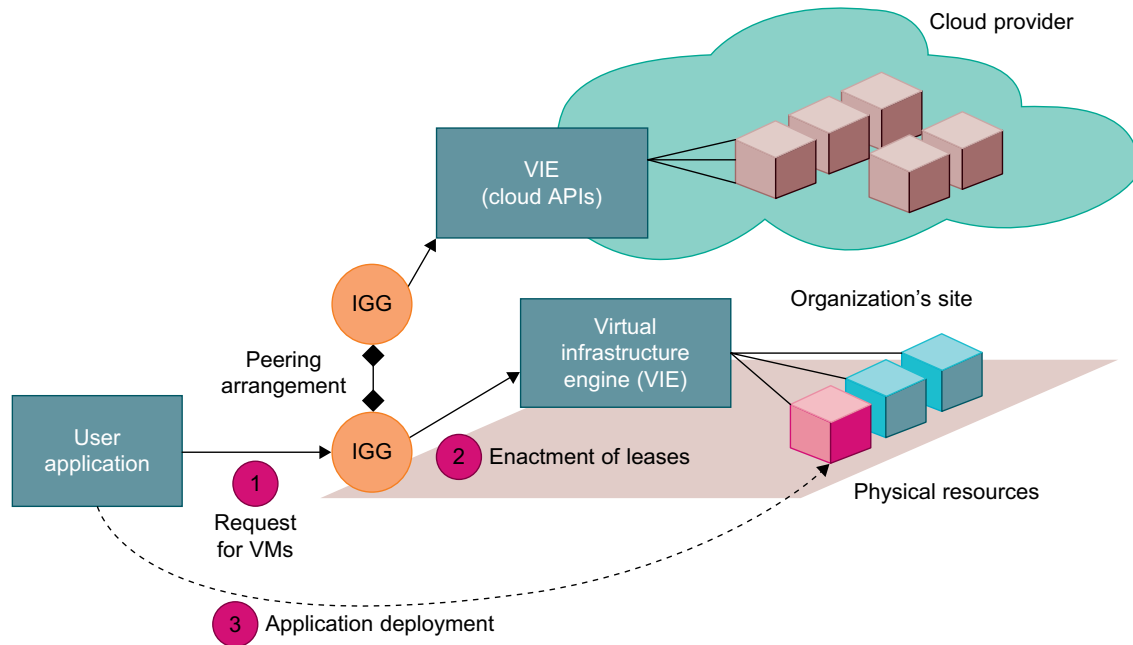 Cloud provider
VIE
(cloud APIs)
IGG
Organization's site
Virtual
infrastructure
engine (VIE)
Peering
arrangement
User
application
IGG
2
Enactment of leases
1
Request
for VMs
Physical resources
3
Application deployment